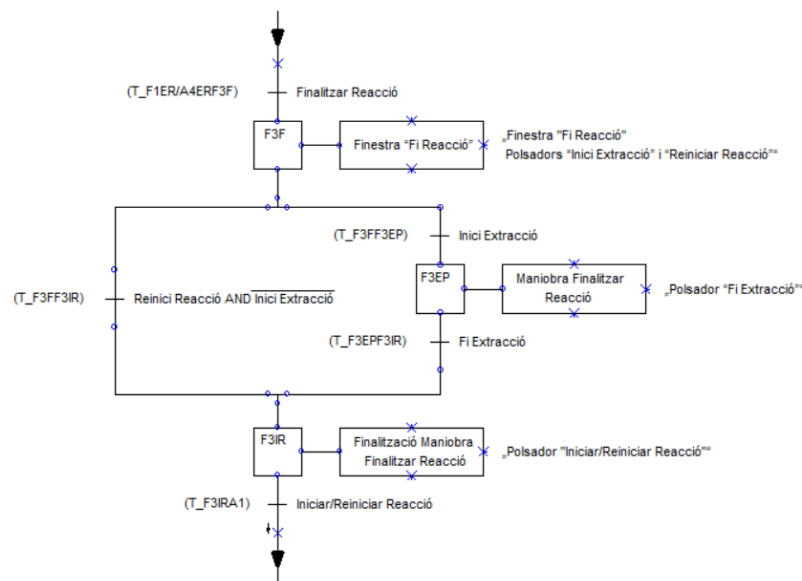 (T_F1ER/A4ERF3F) Finalitzar Reacció
F3F
Finestra “Fi Reacció”
„Finestra "Fi Reacció"
Polsadors “Inici Extracció” i “Reiniciar Reacció”“
(T_F3FF3EP) Inici Extracció
F3EP
Maniobra Finalitzar
Reacció
„Polsador “Fi Extracció”“
(T_F3FF3IR) Reinici Reacció AND Inici Extracció
(T_F3EPF3IR) Fi Extracció
F3IR
Finalització Maniobra
Finalitzar Reacció
„Polsador "Iniciar/Reiniciar Reacció"“
(T_F3IRA1) Iniciar/Reiniciar Reacció